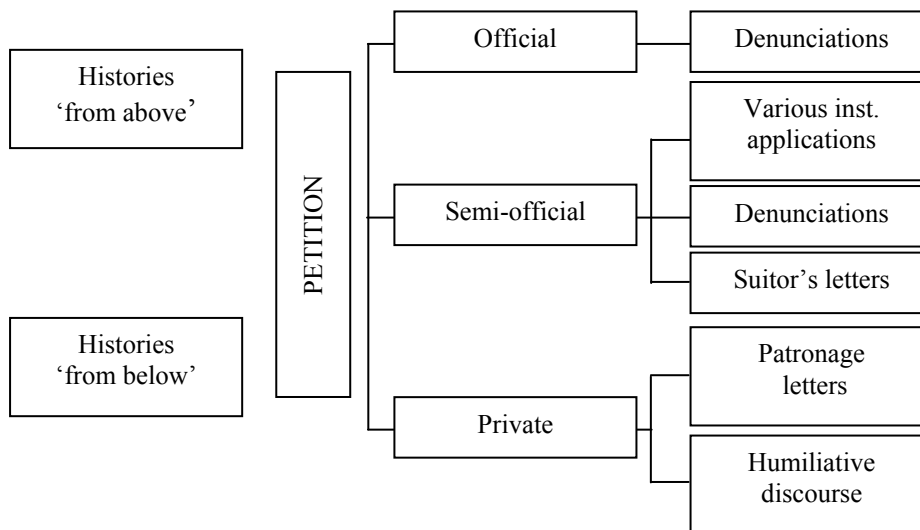 Histories
‘from above’
Histories
‘from below’
PETITION
Official
Denunciations
Semi-official
Various inst.
applications
Denunciations
Suitor’s letters
Private
Patronage
letters
Humiliative
discourse